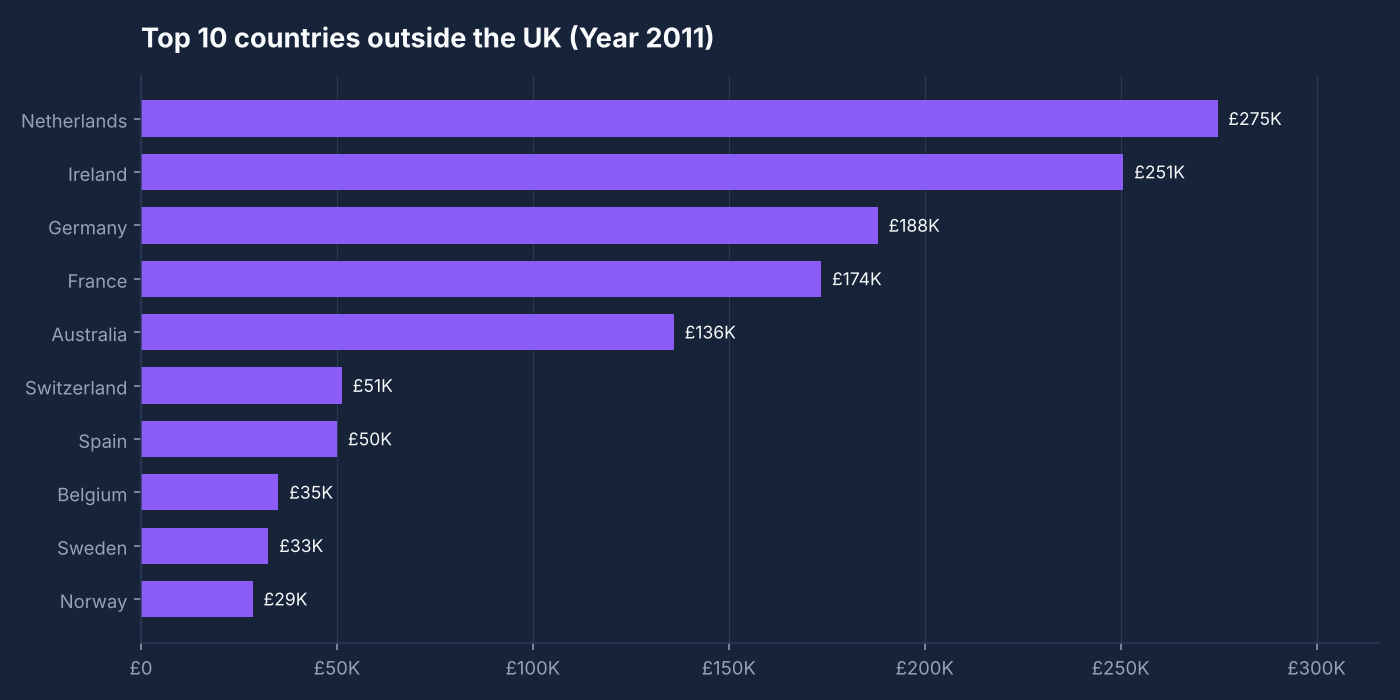 Top 10 countries outside the UK (Year 2011)
Netherlands £275K
Ireland £251K
Germany £188K
France £174K
Australia £136K
Switzerland £51K
Spain £50K
Belgium £35K
Sweden £33K
Norway £29K
£0 £50K £100K £150K £200K £250K £300K